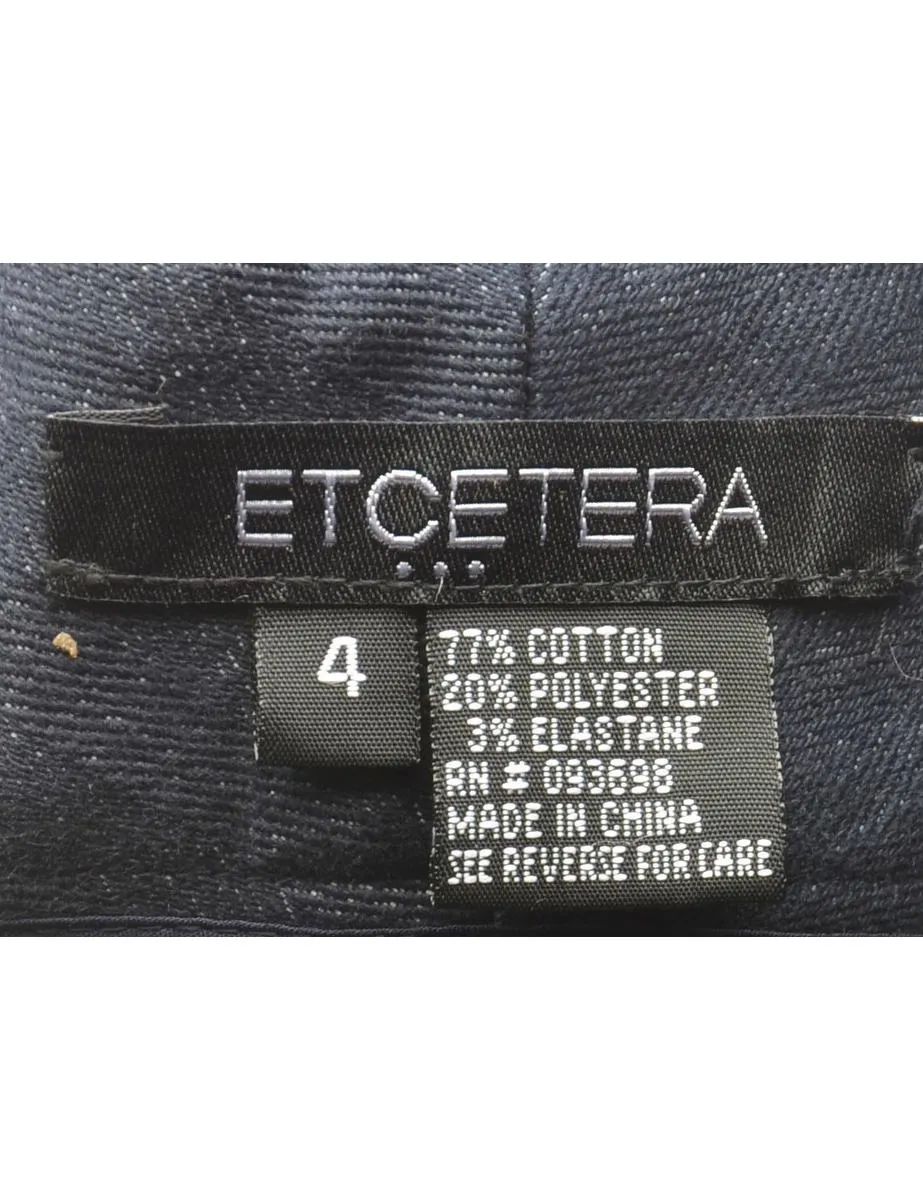 ETCETERA
...
4
77% COTTON
20% POLYESTER
3% ELASTANE
RN # 093698
MADE IN CHINA
SEE REVERSE FOR CARE